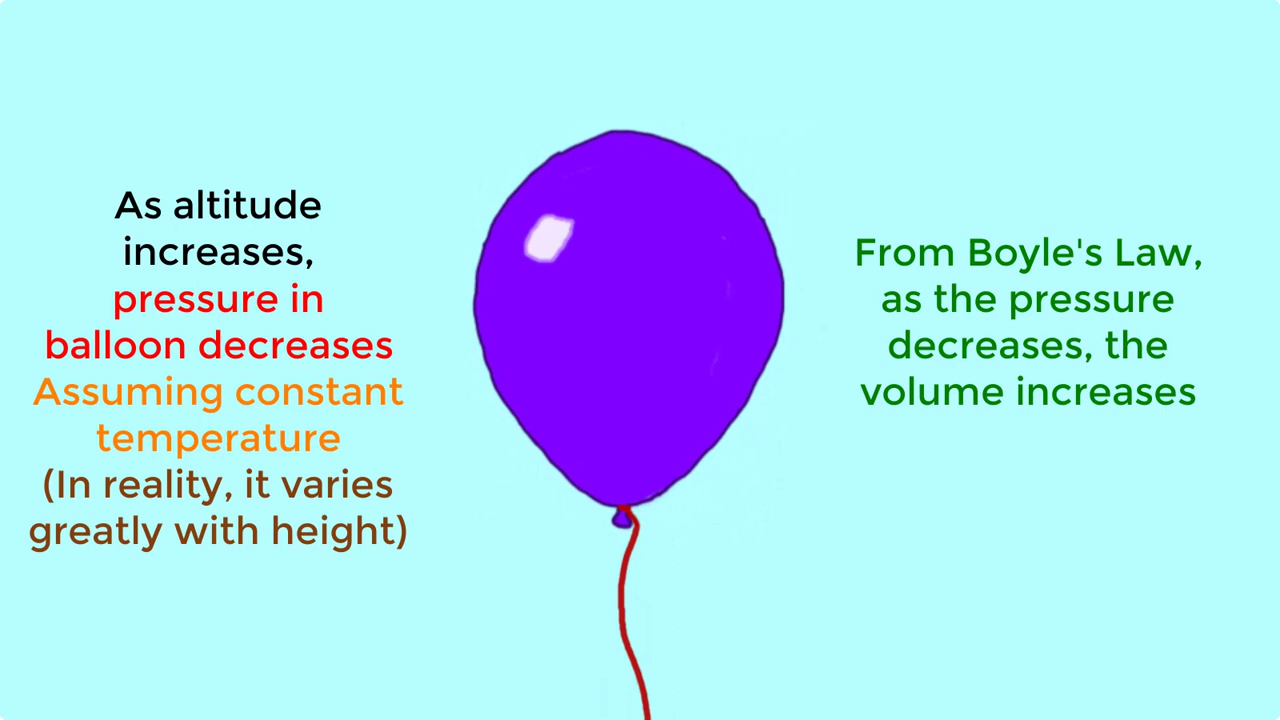 As altitude
increases,
pressure in
balloon decreases
Assuming constant
temperature
(In reality, it varies
greatly with height)
From Boyle's Law,
as the pressure
decreases, the
volume increases